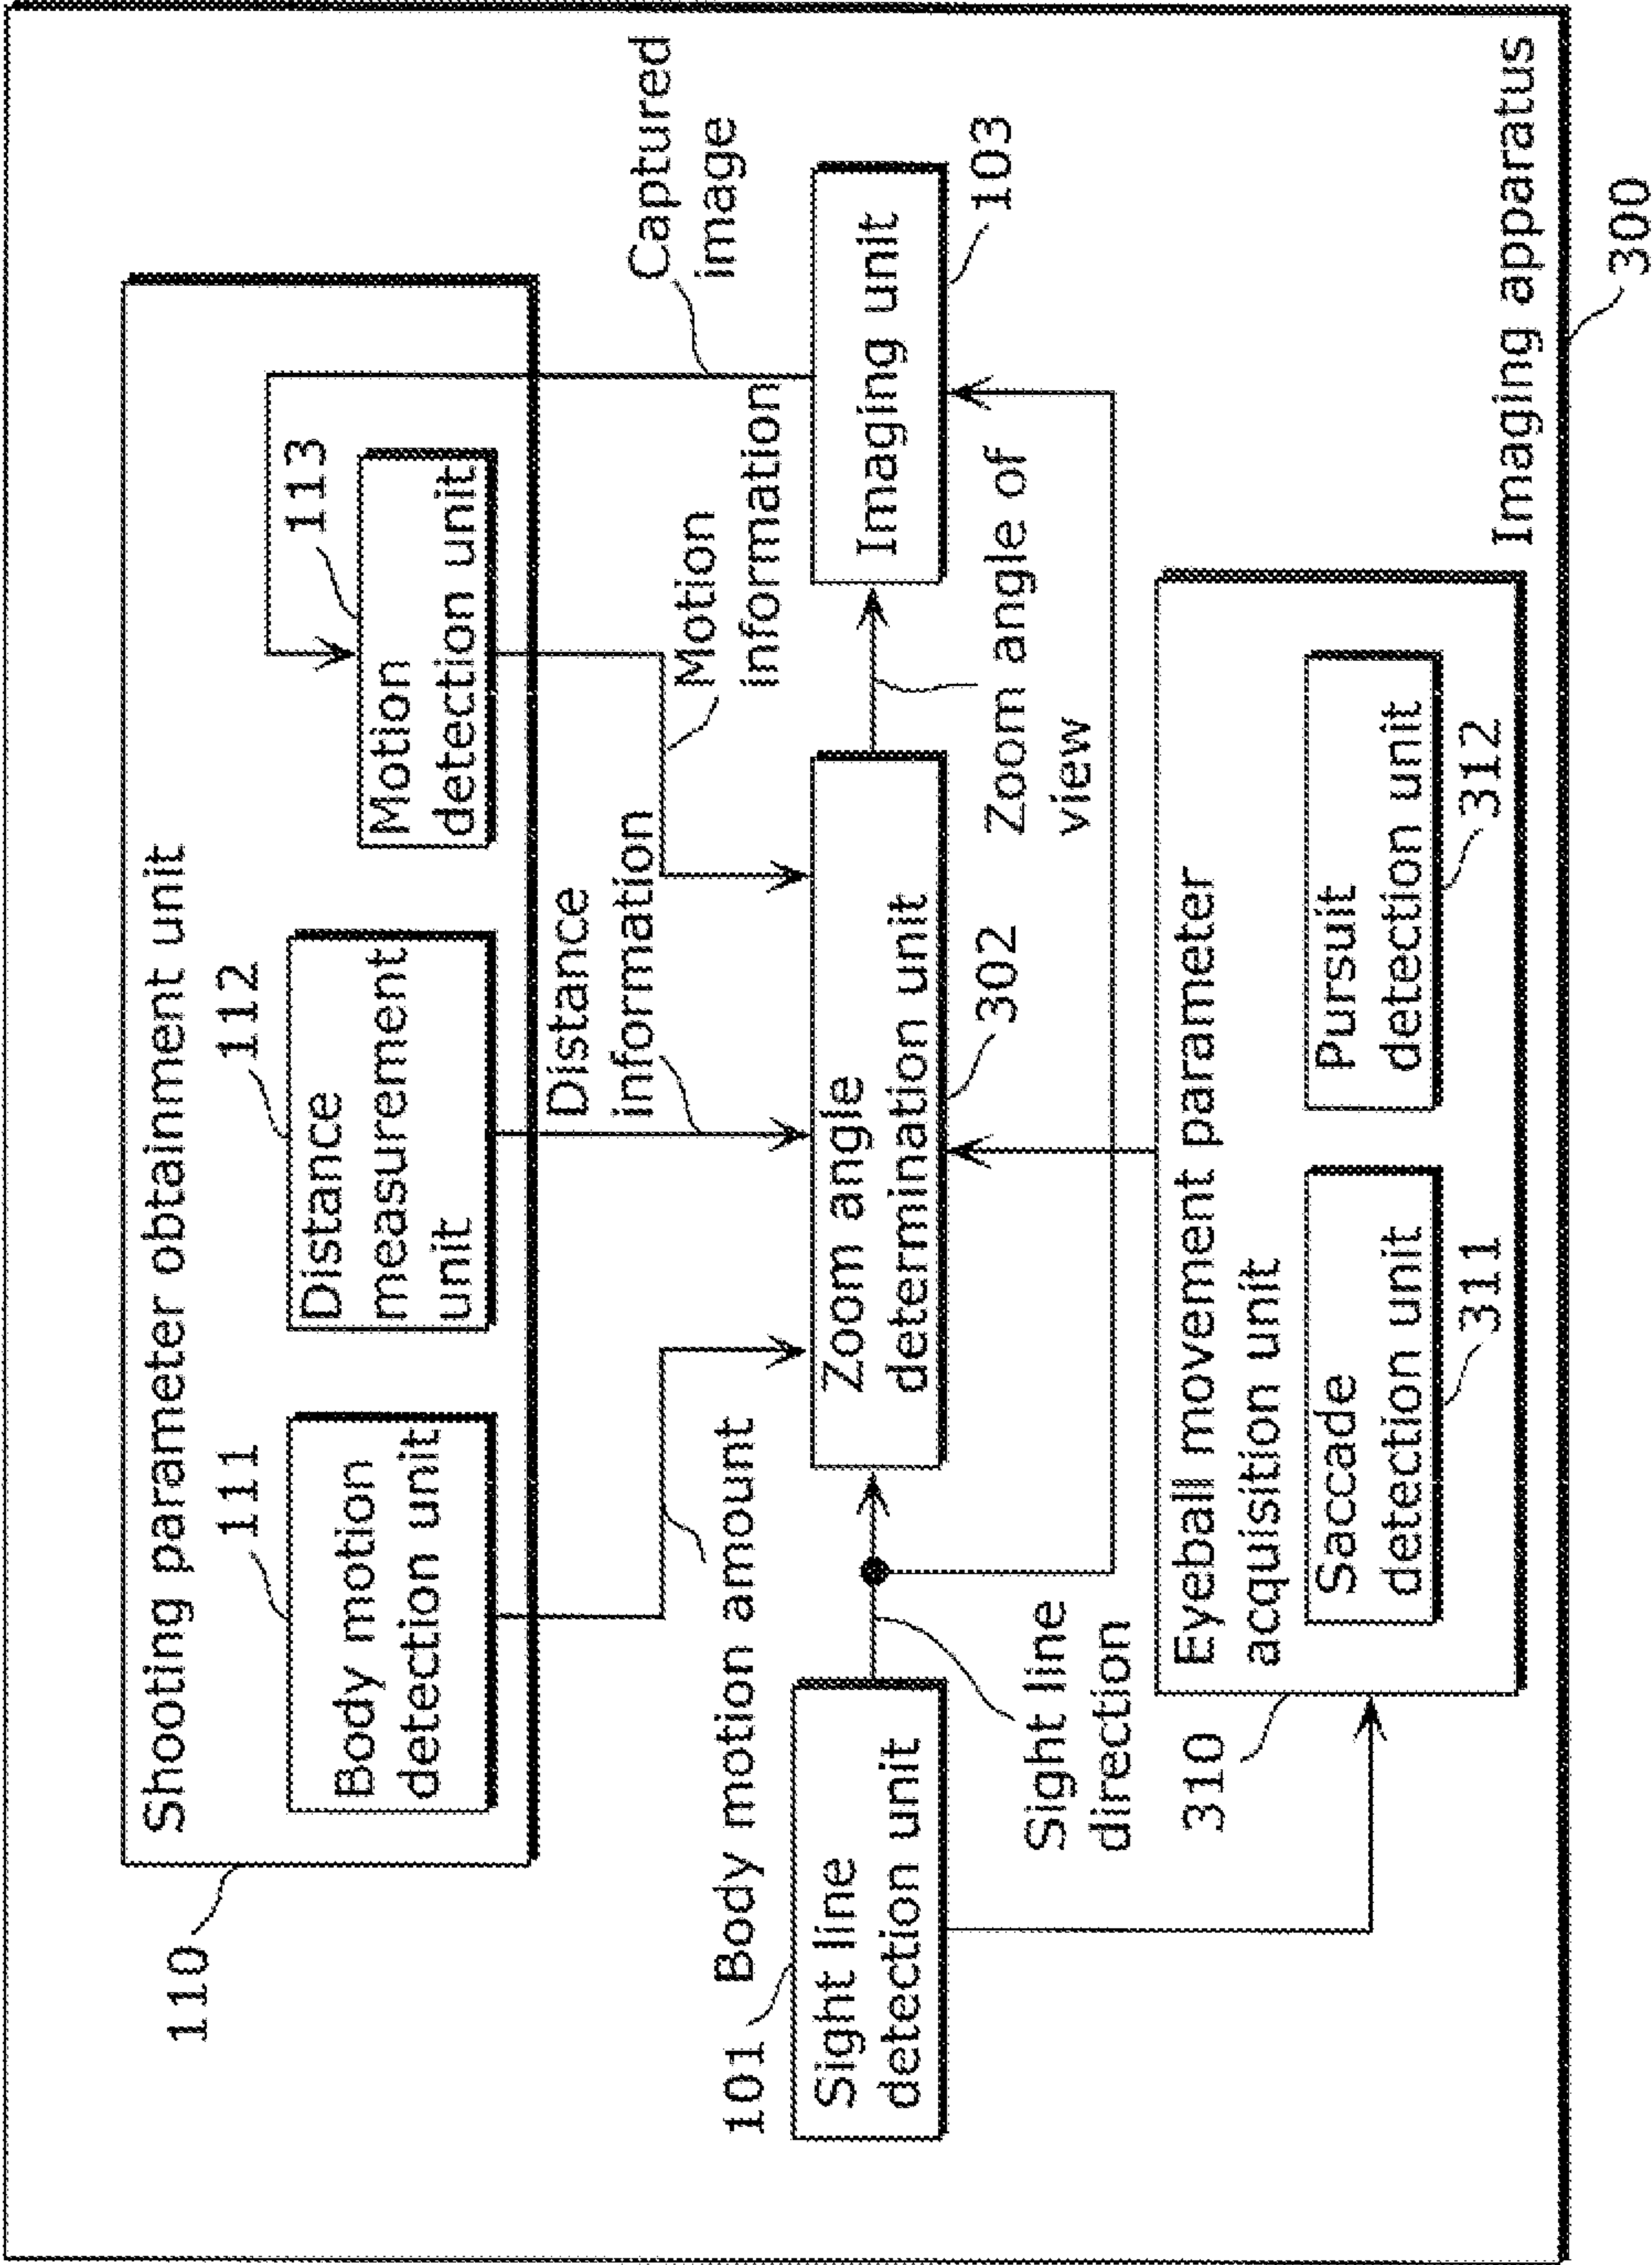 Shooting parameter obtainment unit
110
111
112
113
Body motion
detection unit
Distance
measurement
unit
Motion
detection unit
Captured
image
Distance
information
Motion
information
Body motion amount
101
Sight line
detection unit
Zoom angle
determination unit
Imaging unit
302
103
Sight line
direction
Zoom angle of
view
310
Eyeball movement parameter
acquisition unit
Saccade
detection unit
Pursuit
detection unit
311
312
Imaging apparatus
300